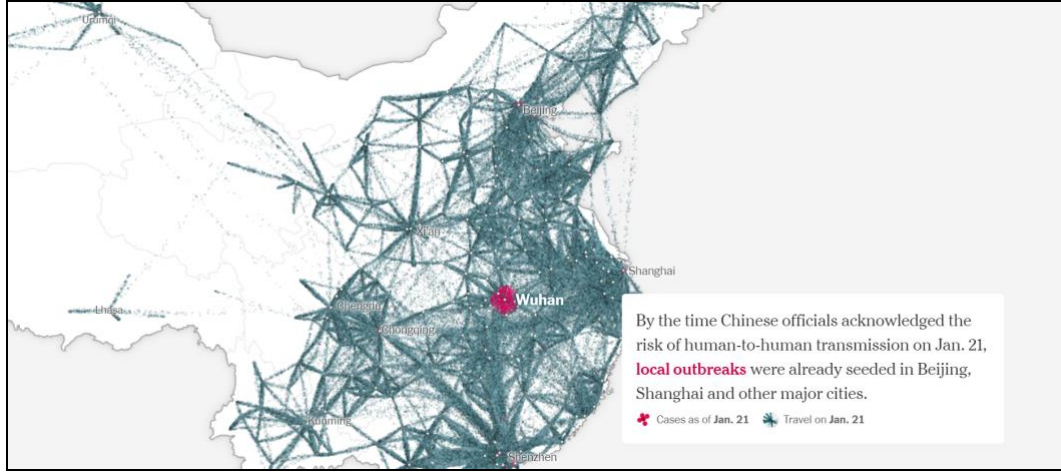 Urumqi
Beijing
Xi'an
Shanghai
Wuhan
Lhasa
Chengdu
Chongqing
By the time Chinese officials acknowledged the
risk of human-to-human transmission on Jan. 21,
local outbreaks were already seeded in Beijing,
Shanghai and other major cities.
Cases as of Jan. 21 Travel on Jan. 21
Kunming
Shenzhen